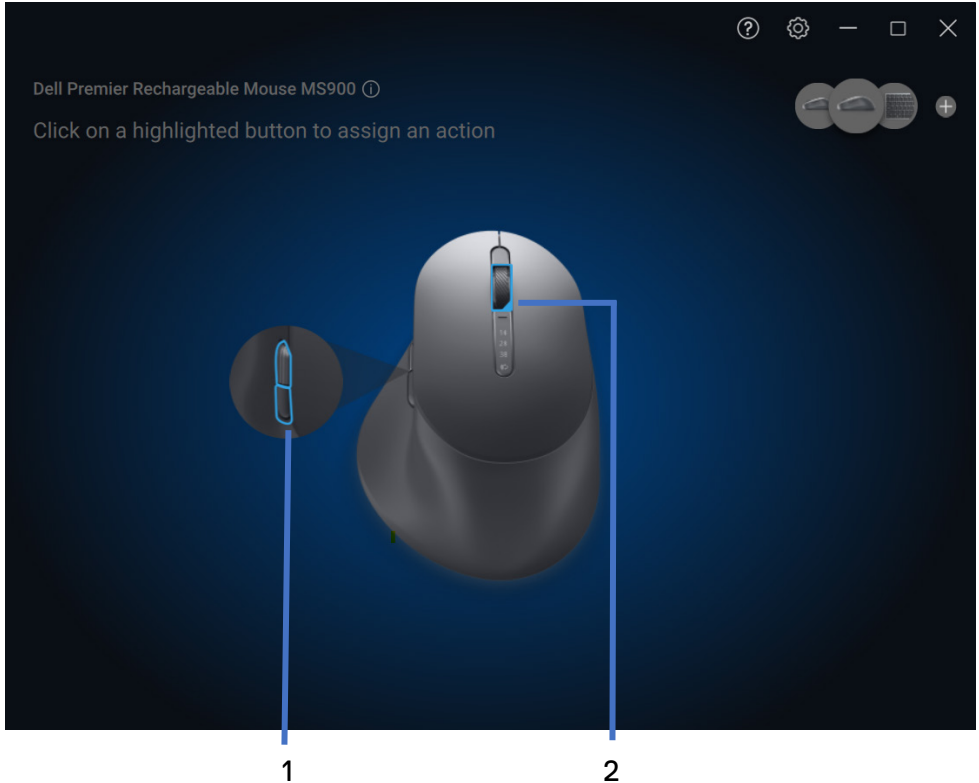 Dell Premier Rechargeable Mouse MS900
Click on a highlighted button to assign an action
1
2